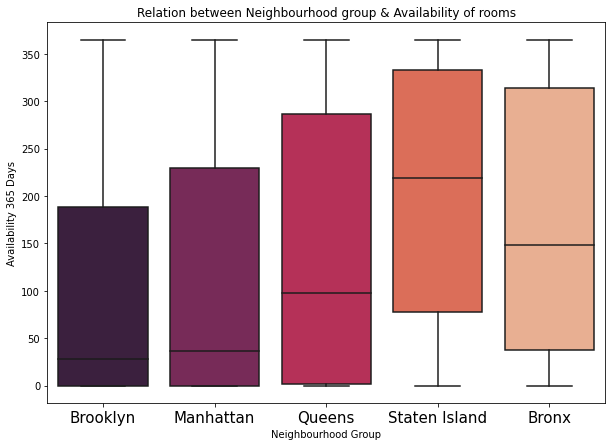 Relation between Neighbourhood group & Availability of rooms
Availability 365 Days
350
300
250
200
150
100
50
0
Brooklyn Manhattan Queens Staten Island Bronx
Neighbourhood Group